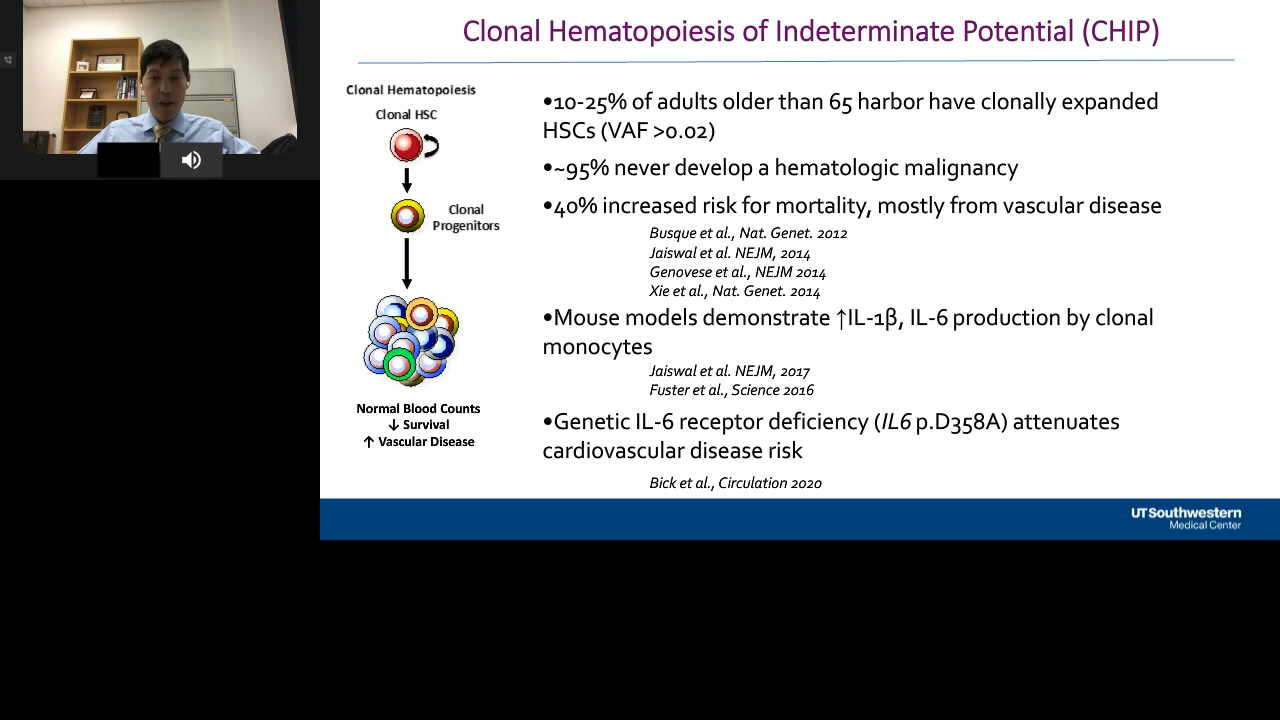 Clonal Hematopoiesis of Indeterminate Potential (CHIP)
Clonal Hematopoiesis
Clonal HSC
Clonal
Progenitors
Normal Blood Counts
↓ Survival
↑ Vascular Disease
•10-25% of adults older than 65 harbor have clonally expanded
HSCs (VAF >0.02)
•~95% never develop a hematologic malignancy
•40% increased risk for mortality, mostly from vascular disease
Busque et al., Nat. Genet. 2012
Jaiswal et al. NEJM, 2014
Genovese et al., NEJM 2014
Xie et al., Nat. Genet. 2014
•Mouse models demonstrate ↑IL-1β, IL-6 production by clonal
monocytes
Jaiswal et al. NEJM, 2017
Fuster et al., Science 2016
•Genetic IL-6 receptor deficiency (IL6 p.D358A) attenuates
cardiovascular disease risk
Bick et al., Circulation 2020
UTSouthwestern
Medical Center